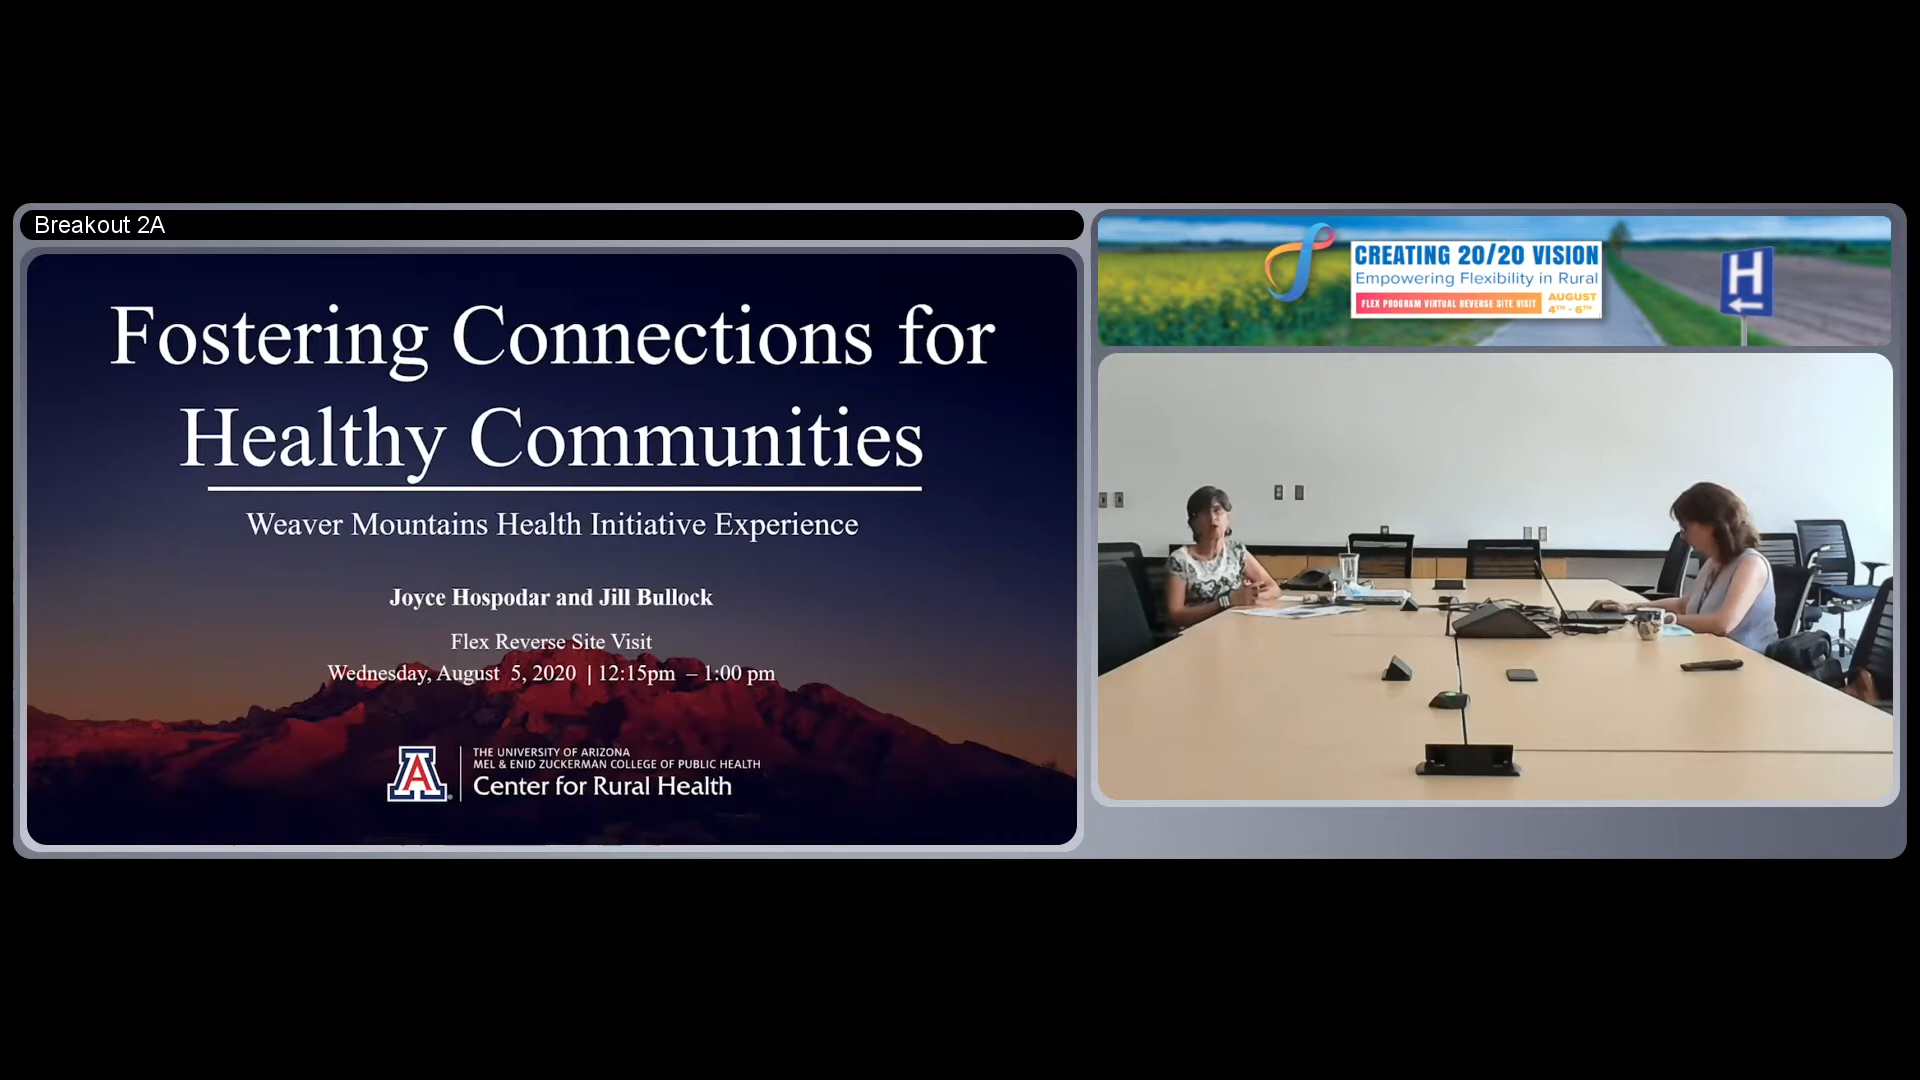 Breakout 2A
Fostering Connections for
Healthy Communities
Weaver Mountains Health Initiative Experience
Joyce Hospodar and Jill Bullock
Flex Reverse Site Visit
Wednesday, August 5, 2020 | 12:15pm – 1:00 pm
A
THE UNIVERSITY OF ARIZONA
MEL & ENID ZUCKERMAN COLLEGE OF PUBLIC HEALTH
Center for Rural Health
CREATING 20/20 VISION
Empowering Flexibility in Rural
FLEX PROGRAM VIRTUAL REVERSE SITE VISIT
AUGUST
4TH - 6TH
H